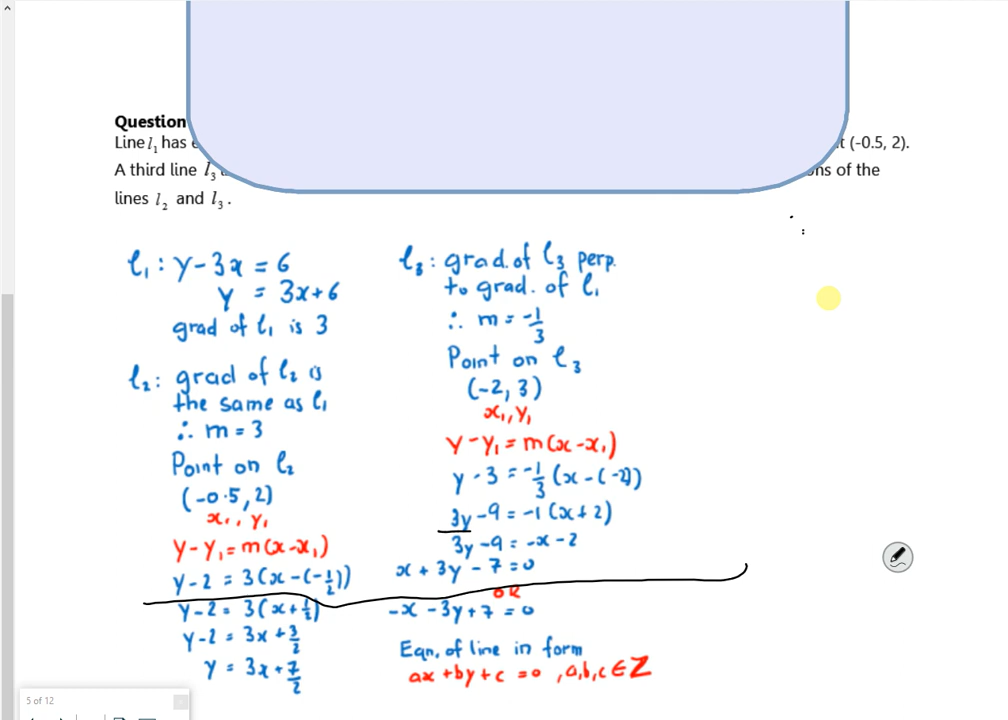 Question
Line l₁ has (-0.5, 2).
A third line l₃ of the
lines l₂ and l₃.
l₁ : y - 3x = 6
y = 3x + 6
grad of l₁ is 3
l₂ : grad of l₂ is
the same as l₁
∴ m = 3
Point on l₂
(-0.5, 2)
x₁, y₁
y - y₁ = m(x - x₁)
y - 2 = 3(x - (-1/2))
y - 2 = 3(x + 1/2)
y - 2 = 3x + 3/2
y = 3x + 7/2
l₃ : grad. of l₃ perp.
to grad. of l₁
∴ m = -1/3
Point on l₃
(-2, 3)
x₁, y₁
y - y₁ = m(x - x₁)
y - 3 = -1/3 (x - (-2))
3y - 9 = -1(x + 2)
3y - 9 = -x - 2
x + 3y - 7 = 0
OR
-x - 3y + 7 = 0
Eqn. of line in form
ax + by + c = 0, a,b,c ∈ Z
5 of 12